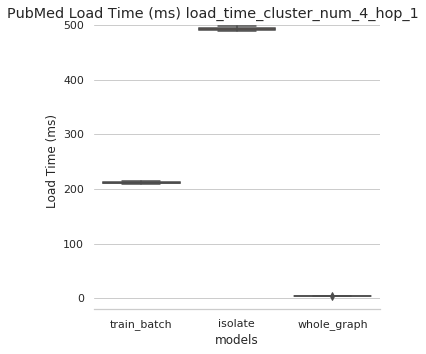 PubMed Load Time (ms) load_time_cluster_num_4_hop_1
500
400
300
200
100
0
Load Time (ms)
train_batch
isolate
whole_graph
models